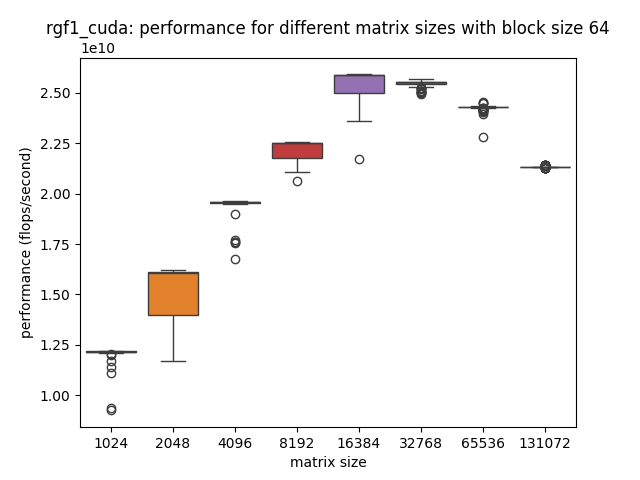 rgf1_cuda: performance for different matrix sizes with block size 64
1e10
2.50
2.25
2.00
1.75
1.50
1.25
1.00
performance (flops/second)
1024 2048 4096 8192 16384 32768 65536 131072
matrix size